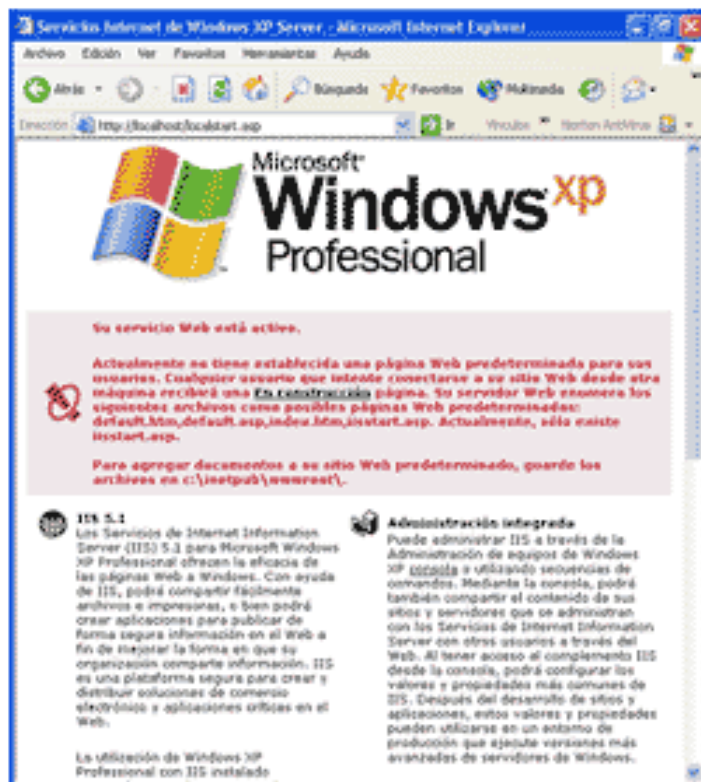 Servicios Internet de Windows XP Server - Microsoft Internet Explorer
Archivo Edición Ver Favoritos Herramientas Ayuda
Atrás Búsqueda Favoritos Multimedia
Dirección http://localhost/localstart.asp Ir Vínculos Norton AntiVirus
Microsoft
Windows xp
Professional
Su servicio Web está activo.
Actualmente no tiene establecida una página Web predeterminada para sus
usuarios. Cualquier usuario que intente conectarse a su sitio Web desde otra
máquina recibirá una En construcción página. Su servidor Web enumera los
siguientes archivos como posibles páginas Web predeterminadas:
default.htm,default.asp,index.htm,iisstart.asp. Actualmente, sólo existe
iisstart.asp.
Para agregar documentos a su sitio Web predeterminado, guarde los
archivos en c:\inetpub\wwwroot\.
IIS 5.1
Los Servicios de Internet Information
Server (IIS) 5.1 para Microsoft Windows
XP Professional ofrecen la eficacia de
las páginas Web a Windows. Con ayuda
de IIS, podrá compartir fácilmente
archivos e impresoras, o bien podrá
crear aplicaciones para publicar de
forma segura información en el Web a
fin de mejorar la forma en que su
organización comparte información. IIS
es una plataforma segura para crear y
distribuir soluciones de comercio
electrónico y aplicaciones críticas en el
Web.
La utilización de Windows XP
Professional con IIS instalado
Administración integrada
Puede administrar IIS a través de la
Administración de equipos de Windows
XP consola o utilizando secuencias de
comandos. Mediante la consola, podrá
también compartir el contenido de sus
sitios y servidores que se administran
con los Servicios de Internet Information
Server con otros usuarios a través del
Web. Al tener acceso al complemento IIS
desde la consola, podrá configurar los
valores y propiedades más comunes de
IIS. Después del desarrollo de sitios y
aplicaciones, estos valores y propiedades
pueden utilizarse en un entorno de
producción que ejecute versiones más
avanzadas de servidores de Windows.